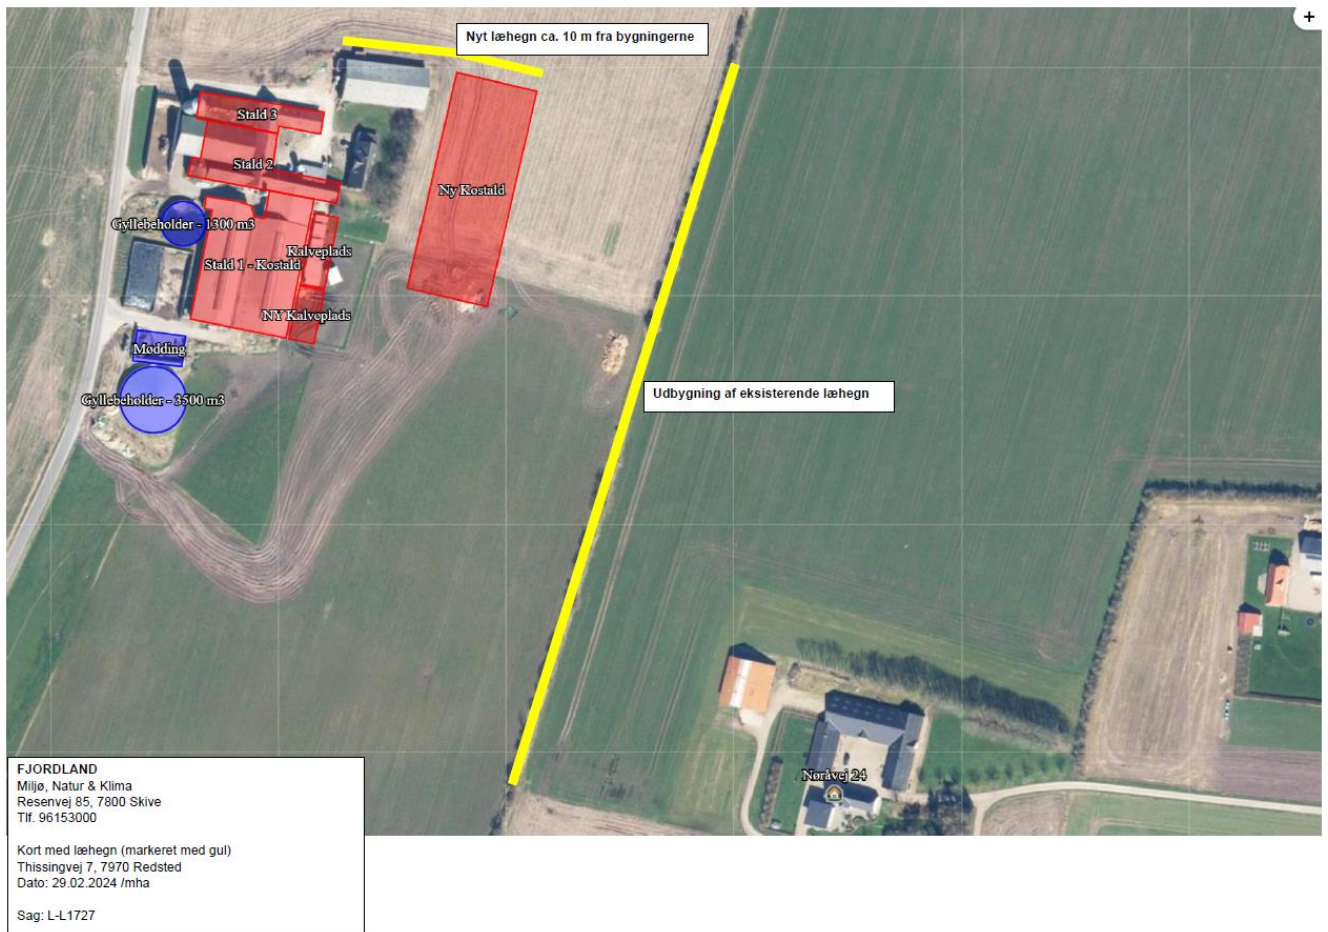 Nyt læhegn ca. 10 m fra bygningerne
+
Stald 3
Stald 2
Ny Kostald
Gyllebeholder - 1300 m3
Kalveplads
Stald 1 - Kostald
NY Kalveplads
Mødding
Gyllebeholder - 3500 m3
Udbygning af eksisterende læhegn
Nøråvej 24
FJORDLAND
Miljø, Natur & Klima
Resenvej 85, 7800 Skive
Tlf. 96153000
Kort med læhegn (markeret med gul)
Thissingvej 7, 7970 Redsted
Dato: 29.02.2024 /mha
Sag: L-L1727